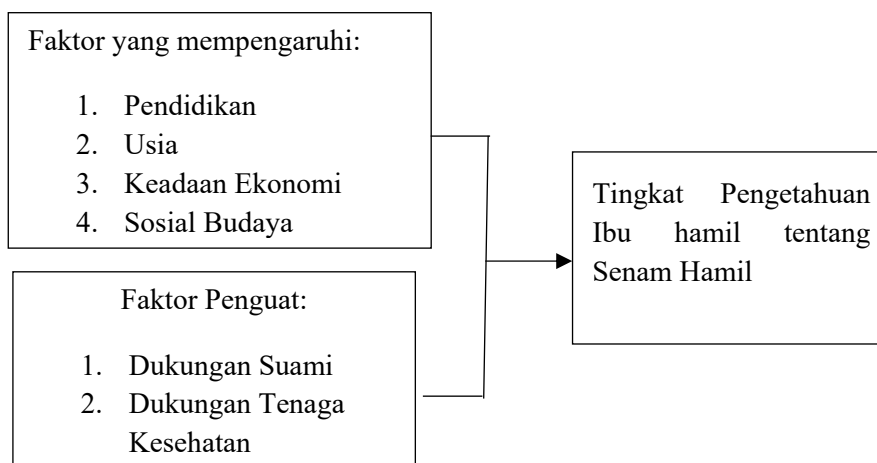 Faktor yang mempengaruhi:
1. Pendidikan
2. Usia
3. Keadaan Ekonomi
4. Sosial Budaya
Faktor Penguat:
1. Dukungan Suami
2. Dukungan Tenaga
Kesehatan
Tingkat Pengetahuan
Ibu hamil tentang
Senam Hamil